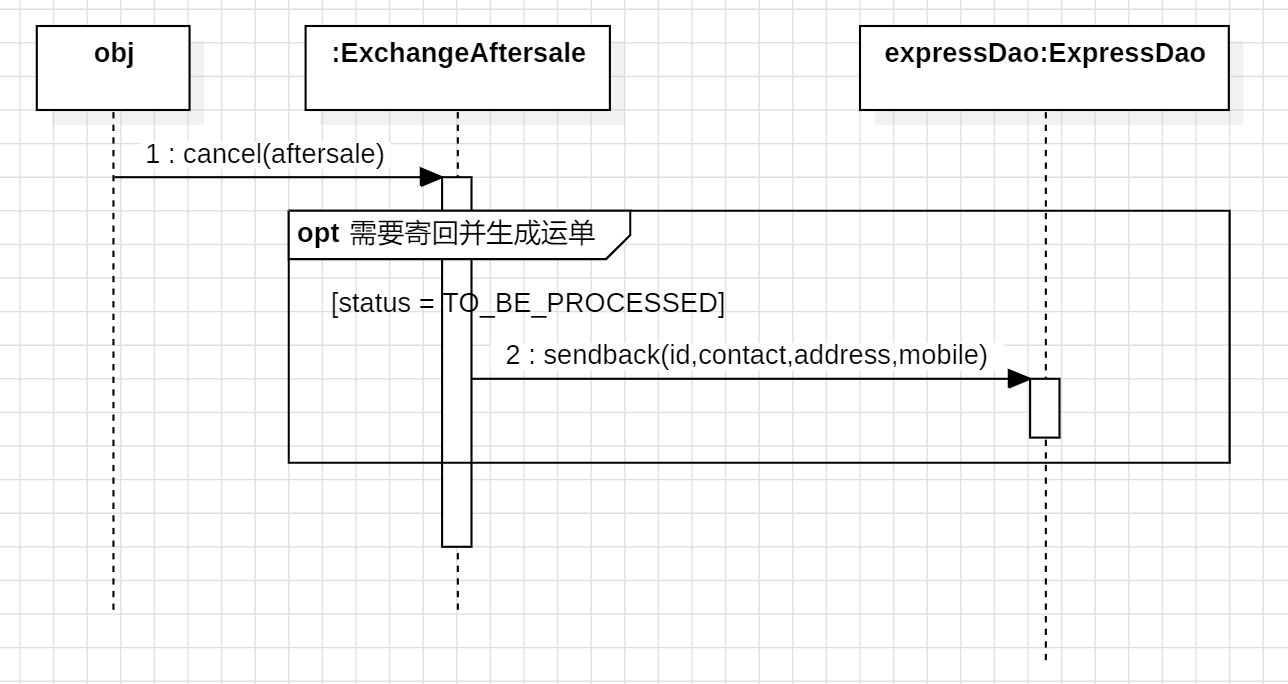 obj
:ExchangeAftersale
expressDao:ExpressDao
1 : cancel(aftersale)
opt 需要寄回并生成运单
[status = TO_BE_PROCESSED]
2 : sendback(id,contact,address,mobile)